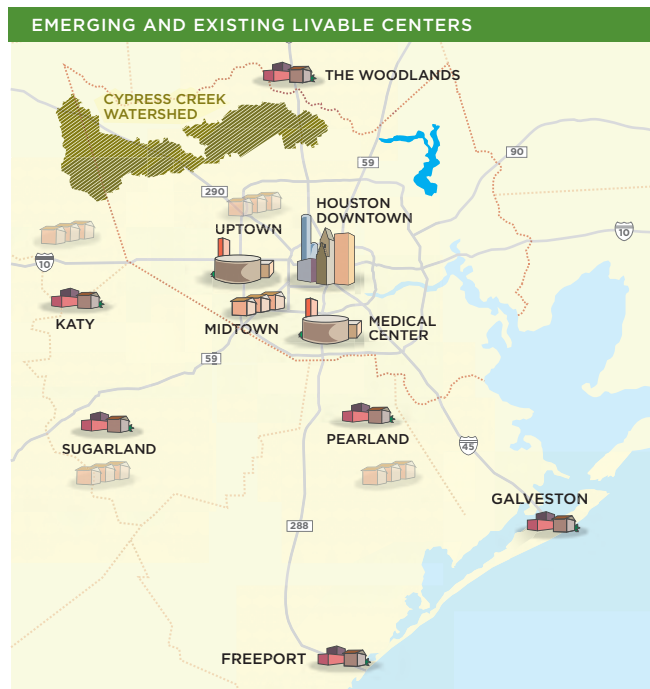 EMERGING AND EXISTING LIVABLE CENTERS
THE WOODLANDS
CYPRESS CREEK
WATERSHED
90
59
290
HOUSTON
DOWNTOWN
UPTOWN
10
10
KATY
MIDTOWN
MEDICAL
CENTER
59
SUGARLAND
PEARLAND
45
GALVESTON
288
FREEPORT